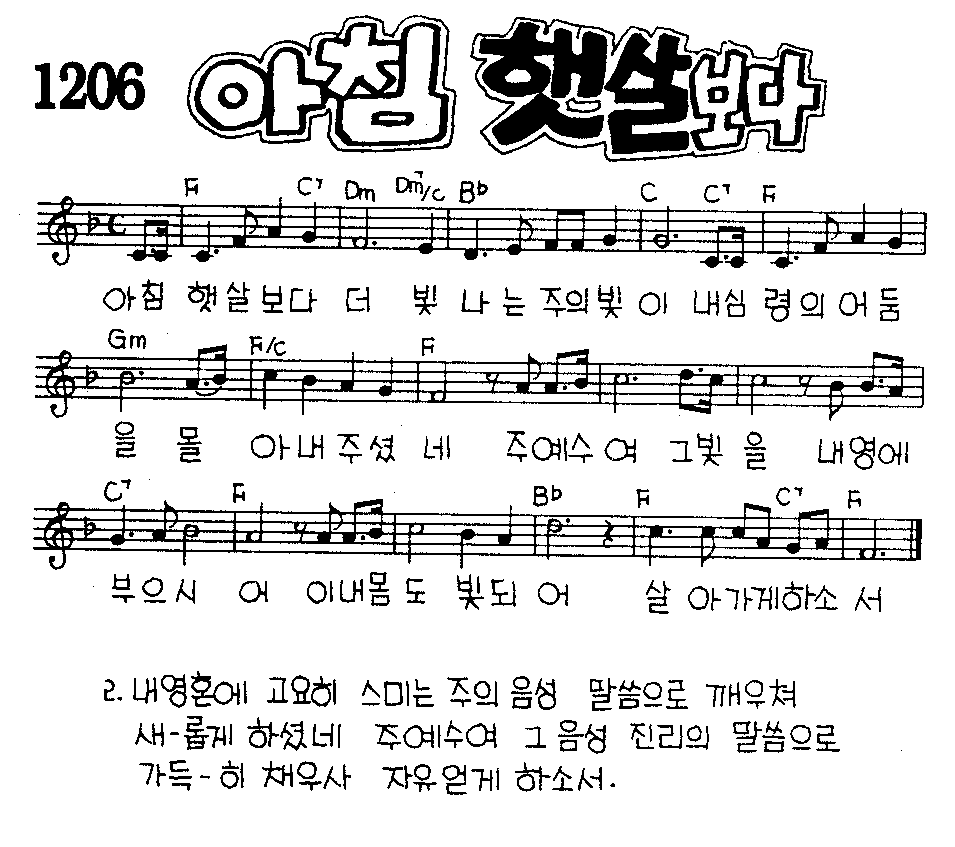 1206 아침 햇살보다
F C7 Dm Dm7/C Bb C C7 F
아침 햇살보다 더 빛 나는 주의빛 이 내심 령의 어 둠
Gm F/C F
을 몰 아내 주셨 네 주예수 여 그빛 을 내영에
C7 F Bb F C7 F
부으시 어 이내몸 도 빛되 어 살 아가게하소 서
2. 내영혼에 고요히 스미는 주의 음성 말씀으로 깨우쳐
새-롭게 하셨네 주예수여 그 음성 진리의 말씀으로
가득-히 채우사 자유얻게 하소서.